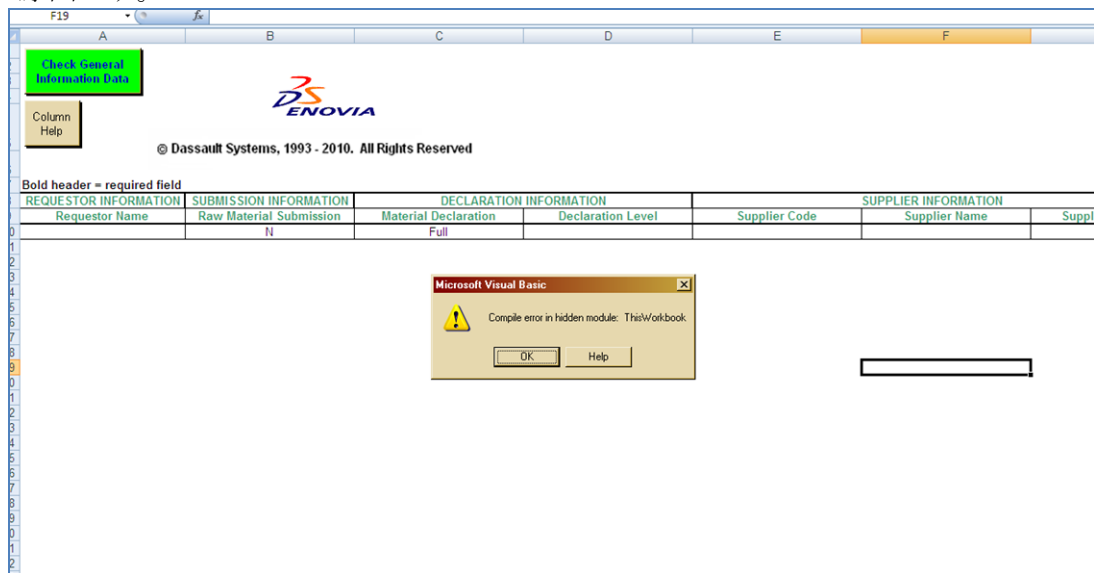 F19 fx
A B C D E F
Check General
Information Data
Column
Help
DS
ENOVIA
© Dassault Systems, 1993 - 2010. All Rights Reserved
Bold header = required field
REQUESTOR INFORMATION SUBMISSION INFORMATION DECLARATION INFORMATION SUPPLIER INFORMATION
Requestor Name Raw Material Submission Material Declaration Declaration Level Supplier Code Supplier Name Suppl
N Full
Microsoft Visual Basic
Compile error in hidden module: ThisWorkbook
OK Help